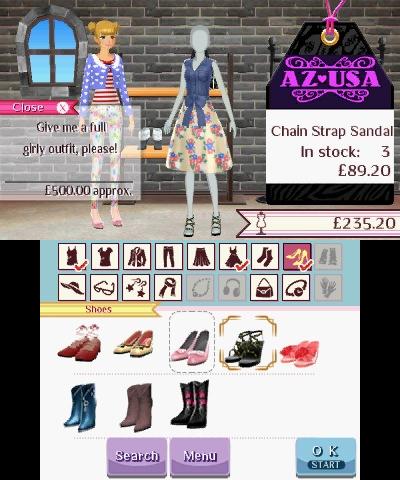 AZ♥USA
Close X
Give me a full
girly outfit, please!
£500.00 approx.
Chain Strap Sandal
In stock: 3
£89.20
£235.20
Shoes
Search
Menu
OK
START